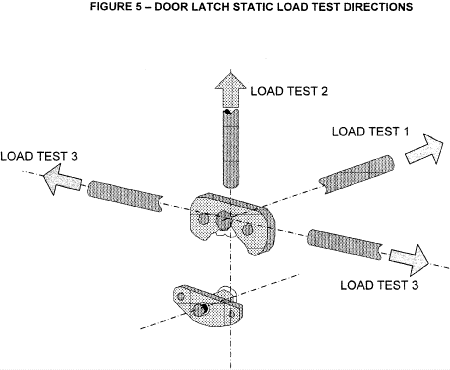 FIGURE 5 – DOOR LATCH STATIC LOAD TEST DIRECTIONS
LOAD TEST 2
LOAD TEST 1
LOAD TEST 3
LOAD TEST 3